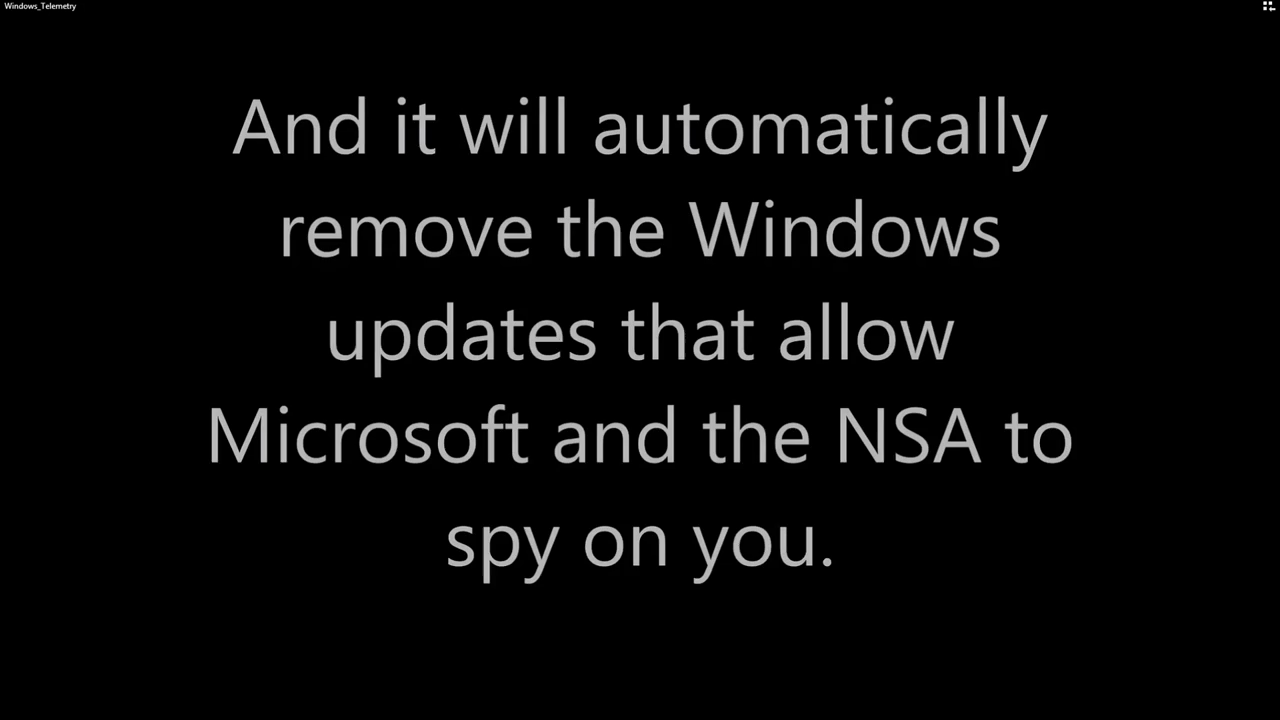 Windows_Telemetry
And it will automatically
remove the Windows
updates that allow
Microsoft and the NSA to
spy on you.